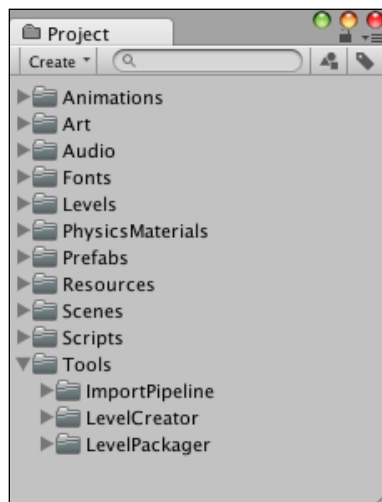 Project
Create
Animations
Art
Audio
Fonts
Levels
PhysicsMaterials
Prefabs
Resources
Scenes
Scripts
Tools
ImportPipeline
LevelCreator
LevelPackager